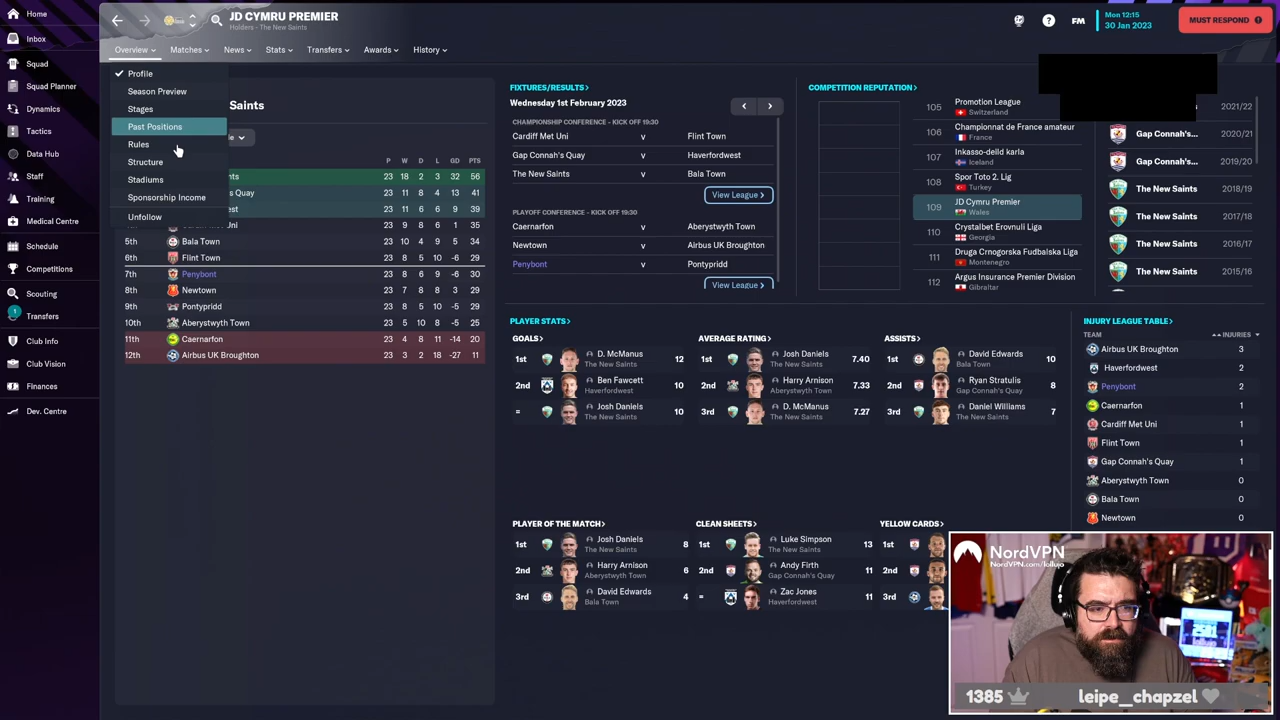 Home
Inbox
Squad
Squad Planner
Dynamics
Tactics
Data Hub
Staff
Training
Medical Centre
Schedule
Competitions
Scouting
1
Transfers
Club Info
Club Vision
Finances
Dev. Centre
JD CYMRU PREMIER
Holders - The New Saints
FM
Mon 12:15
30 Jan 2023
MUST RESPOND
Overview
Matches
News
Stats
Transfers
Awards
History
Profile
Season Preview
Stages
Past Positions
Rules
Structure
Stadiums
Sponsorship Income
Unfollow
Saints
P W D L GD PTS
23 18 2 3 32 56
Quay 23 11 8 4 13 41
23 11 6 6 9 39
1 35
5th Bala Town 23 10 4 9 5 34
6th Flint Town 23 8 5 10 -6 29
7th Penybont 23 8 6 9 -6 30
8th Newtown 23 7 8 8 3 29
9th Pontypridd 23 8 5 10 -5 29
10th Aberystwyth Town 23 5 10 8 -5 25
11th Caernarfon 23 4 8 11 -14 20
12th Airbus UK Broughton 23 3 2 18 -27 11
FIXTURES/RESULTS
Wednesday 1st February 2023
CHAMPIONSHIP CONFERENCE - KICK OFF 19:30
Cardiff Met Uni v Flint Town
Gap Connah's Quay v Haverfordwest
The New Saints v Bala Town
View League
PLAYOFF CONFERENCE - KICK OFF 19:30
Caernarfon v Aberystwyth Town
Newtown v Airbus UK Broughton
Penybont v Pontypridd
View League
COMPETITION REPUTATION
105 Promotion League
Switzerland
106 Championnat de France amateur
France
107 Inkasso-deild karla
Iceland
108 Spor Toto 2. Lig
Turkey
109 JD Cymru Premier
Wales
110 Crystalbet Erovnuli Liga
Georgia
111 Druga Crnogorska Fudbalska Liga
Montenegro
112 Argus Insurance Premier Division
Gibraltar
2021/22
Gap Connah's... 2020/21
Gap Connah's... 2019/20
The New Saints 2018/19
The New Saints 2017/18
The New Saints 2016/17
The New Saints 2015/16
PLAYER STATS
GOALS
1st D. McManus 12
The New Saints
2nd Ben Fawcett 10
Haverfordwest
= Josh Daniels 10
The New Saints
AVERAGE RATING
1st Josh Daniels 7.40
The New Saints
2nd Harry Arnison 7.33
Aberystwyth Town
3rd D. McManus 7.27
The New Saints
ASSISTS
1st David Edwards 10
Bala Town
2nd Ryan Stratulis 8
Gap Connah's Quay
3rd Daniel Williams 7
The New Saints
PLAYER OF THE MATCH
1st Josh Daniels 8
The New Saints
2nd Harry Arnison 6
Aberystwyth Town
3rd David Edwards 4
Bala Town
CLEAN SHEETS
1st Luke Simpson 13
The New Saints
2nd Andy Firth 11
Gap Connah's Quay
= Zac Jones 11
Haverfordwest
YELLOW CARDS
1st
2nd
3rd
INJURY LEAGUE TABLE
TEAM INJURIES
Airbus UK Broughton 3
Haverfordwest 2
Penybont 2
Caernarfon 1
Cardiff Met Uni 1
Flint Town 1
Gap Connah's Quay 1
Aberystwyth Town 0
Bala Town 0
Newtown 0
NordVPN
NordVPN.com/lollujo
1385
leipe_chapzel